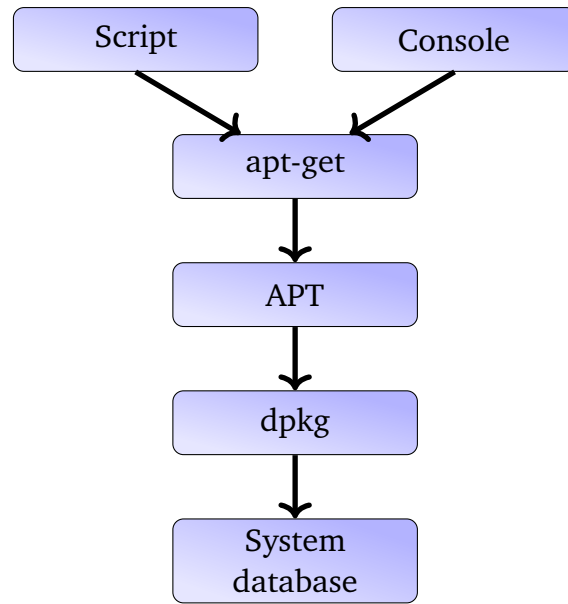 Script
Console
apt-get
APT
dpkg
System
database